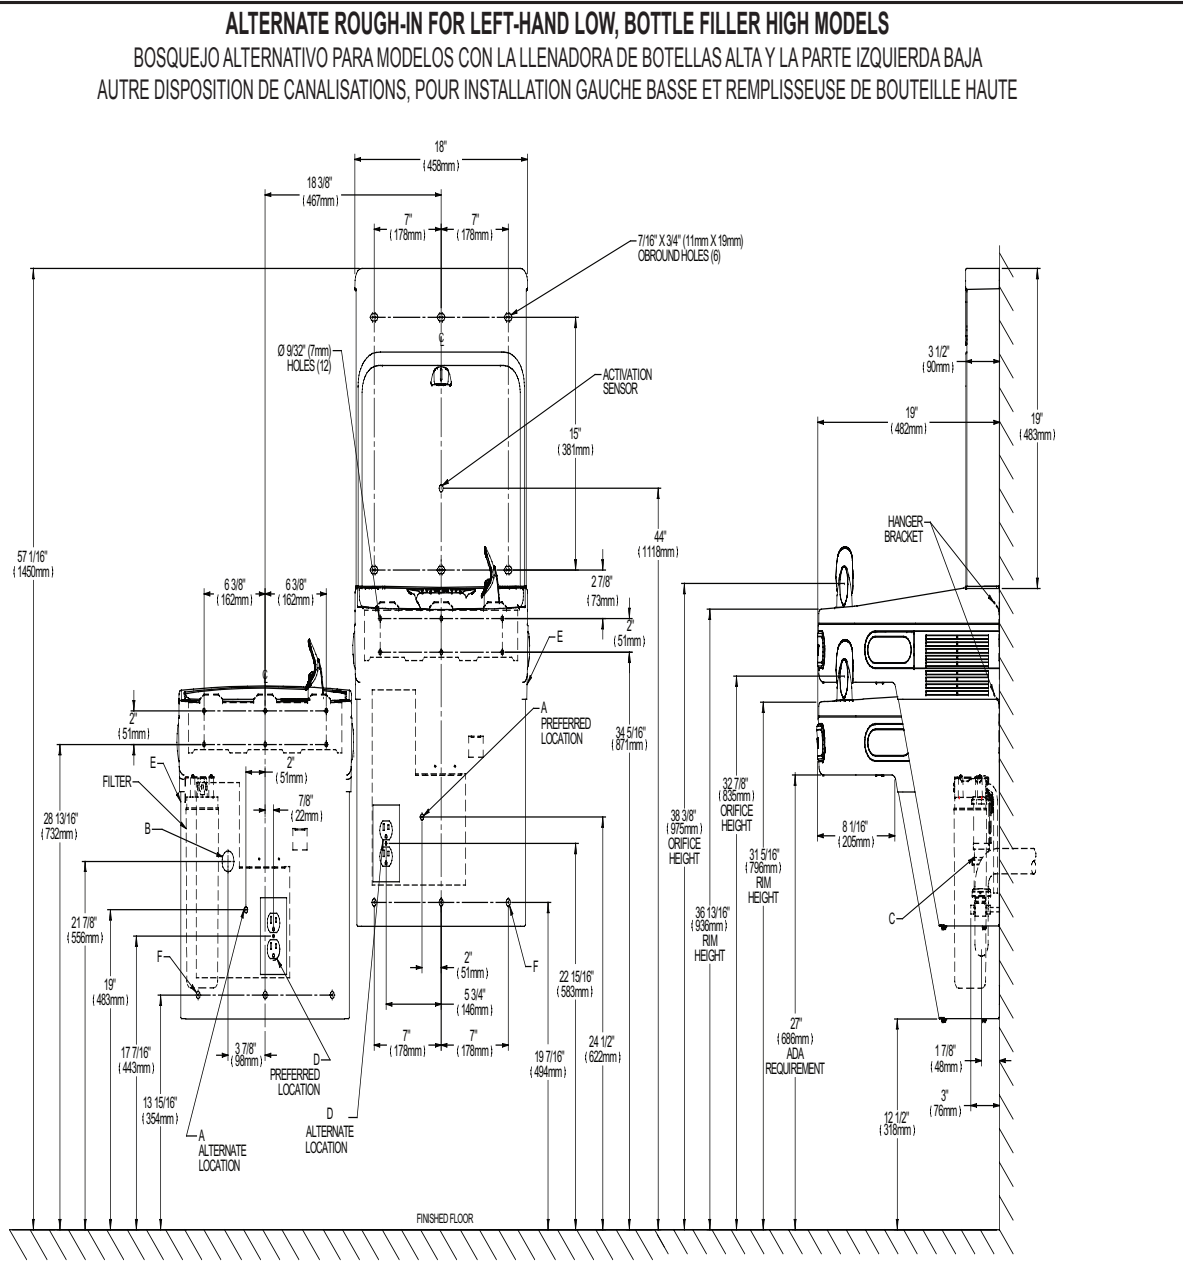 ALTERNATE ROUGH-IN FOR LEFT-HAND LOW, BOTTLE FILLER HIGH MODELS
BOSQUEJO ALTERNATIVO PARA MODELOS CON LA LLENADORA DE BOTELLAS ALTA Y LA PARTE IZQUIERDA BAJA
AUTRE DISPOSITION DE CANALISATIONS, POUR INSTALLATION GAUCHE BASSE ET REMPLISSEUSE DE BOUTEILLE HAUTE
18"
(458mm)
18 3/8"
(467mm)
7"
(178mm)
7"
(178mm)
7/16" X 3/4" (11mm X 19mm)
OBROUND HOLES (6)
Ø 9/32" (7mm)
HOLES (12)
ACTIVATION
SENSOR
15"
(381mm)
3 1/2"
(90mm)
19"
(482mm)
19"
(483mm)
HANGER
BRACKET
57 1/16"
(1450mm)
44"
(1118mm)
6 3/8"
(162mm)
6 3/8"
(162mm)
2 7/8"
(73mm)
2"
(51mm)
E
A
PREFERRED
LOCATION
2"
(51mm)
34 5/16"
(871mm)
E
FILTER
B
2"
(51mm)
7/8"
(22mm)
28 13/16"
(732mm)
38 3/8"
(975mm)
ORIFICE
HEIGHT
32 7/8"
(835mm)
ORIFICE
HEIGHT
8 1/16"
(205mm)
31 5/16"
(796mm)
RIM
HEIGHT
36 13/16"
(936mm)
RIM
HEIGHT
C
21 7/8"
(556mm)
F
19"
(483mm)
2"
(51mm)
F
22 15/16"
(583mm)
5 3/4"
(146mm)
7"
(178mm)
7"
(178mm)
24 1/2"
(622mm)
19 7/16"
(494mm)
27"
(686mm)
ADA
REQUIREMENT
17 7/16"
(443mm)
3 7/8"
(98mm)
D
PREFERRED
LOCATION
1 7/8"
(48mm)
3"
(76mm)
13 15/16"
(354mm)
D
ALTERNATE
LOCATION
12 1/2"
(318mm)
A
ALTERNATE
LOCATION
FINISHED FLOOR